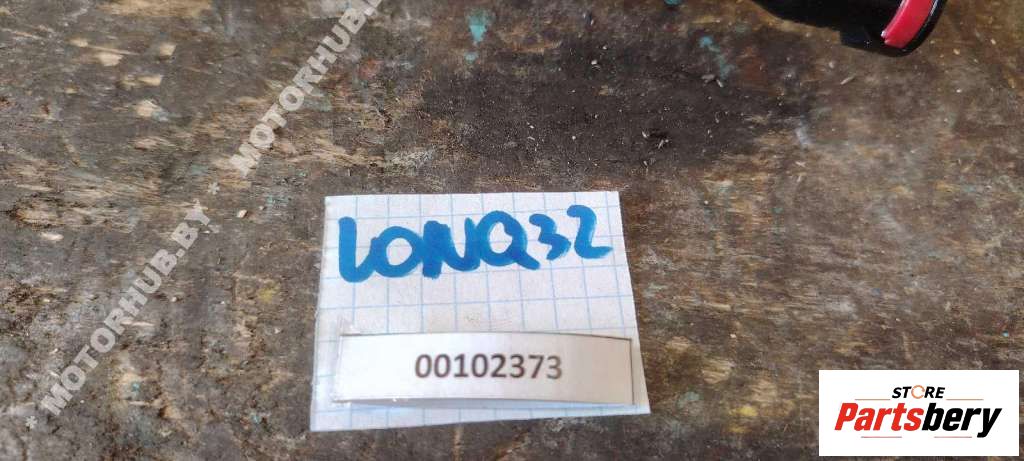 MOTORHUB.BY * MOTORHUB.BY
LONQ32
00102373
STORE
Partsbery